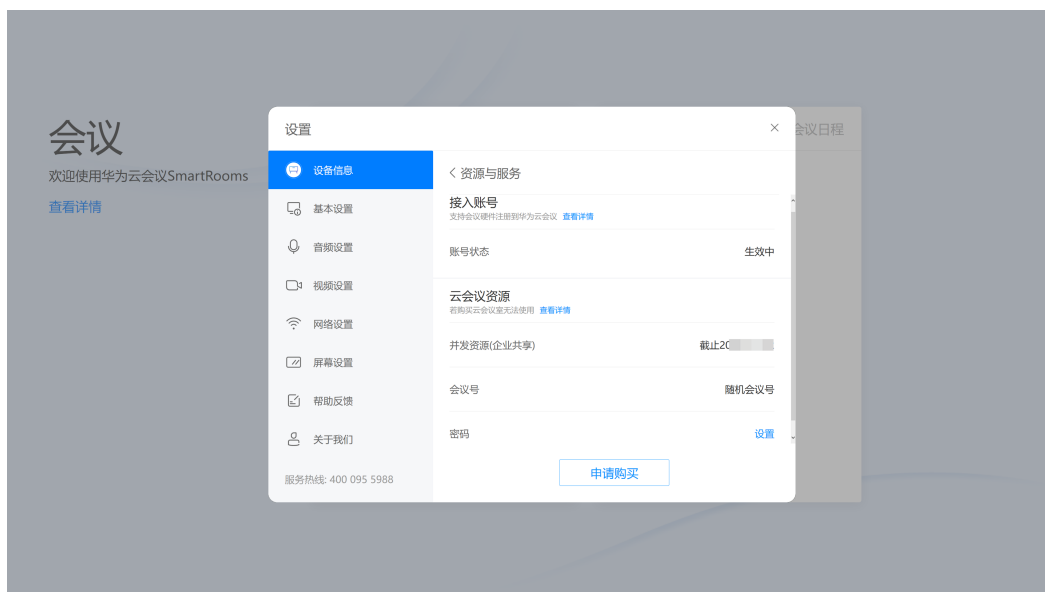 会议
欢迎使用华为云会议SmartRooms
查看详情
会议日程
设置
设备信息
基本设置
音频设置
视频设置
网络设置
屏幕设置
帮助反馈
关于我们
服务热线: 400 095 5988
资源与服务
接入账号
支持会议硬件注册到华为云会议 查看详情
账号状态 生效中
云会议资源
若购买云会议室无法使用 查看详情
并发资源(企业共享) 截止20
会议号 随机会议号
密码 设置
申请购买